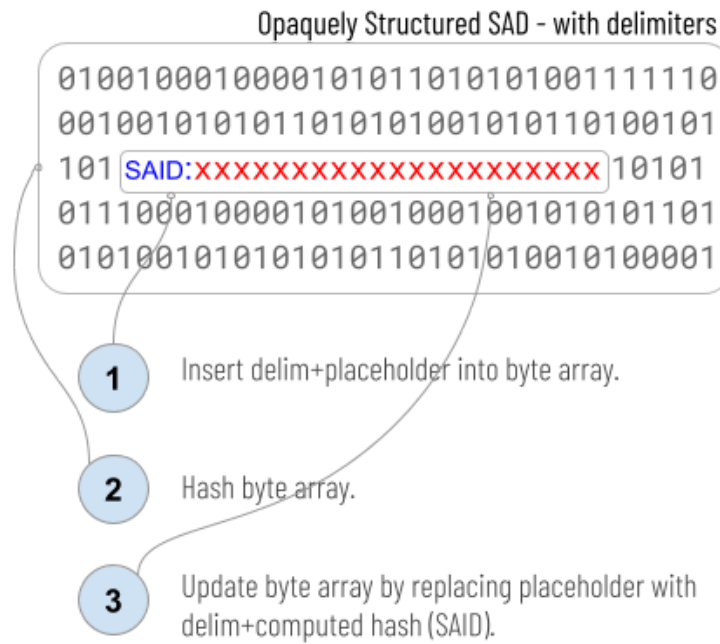 Opaquely Structured SAD - with delimiters
0100100010000101011010101001111110
0010010101011010101001010110100101
101 SAID:xxxxxxxxxxxxxxxxxxxxx 10101
0111000100001010010001001010101101
0101001010101010110101010010100001
1 Insert delim+placeholder into byte array.
2 Hash byte array.
3 Update byte array by replacing placeholder with
delim+computed hash (SAID).